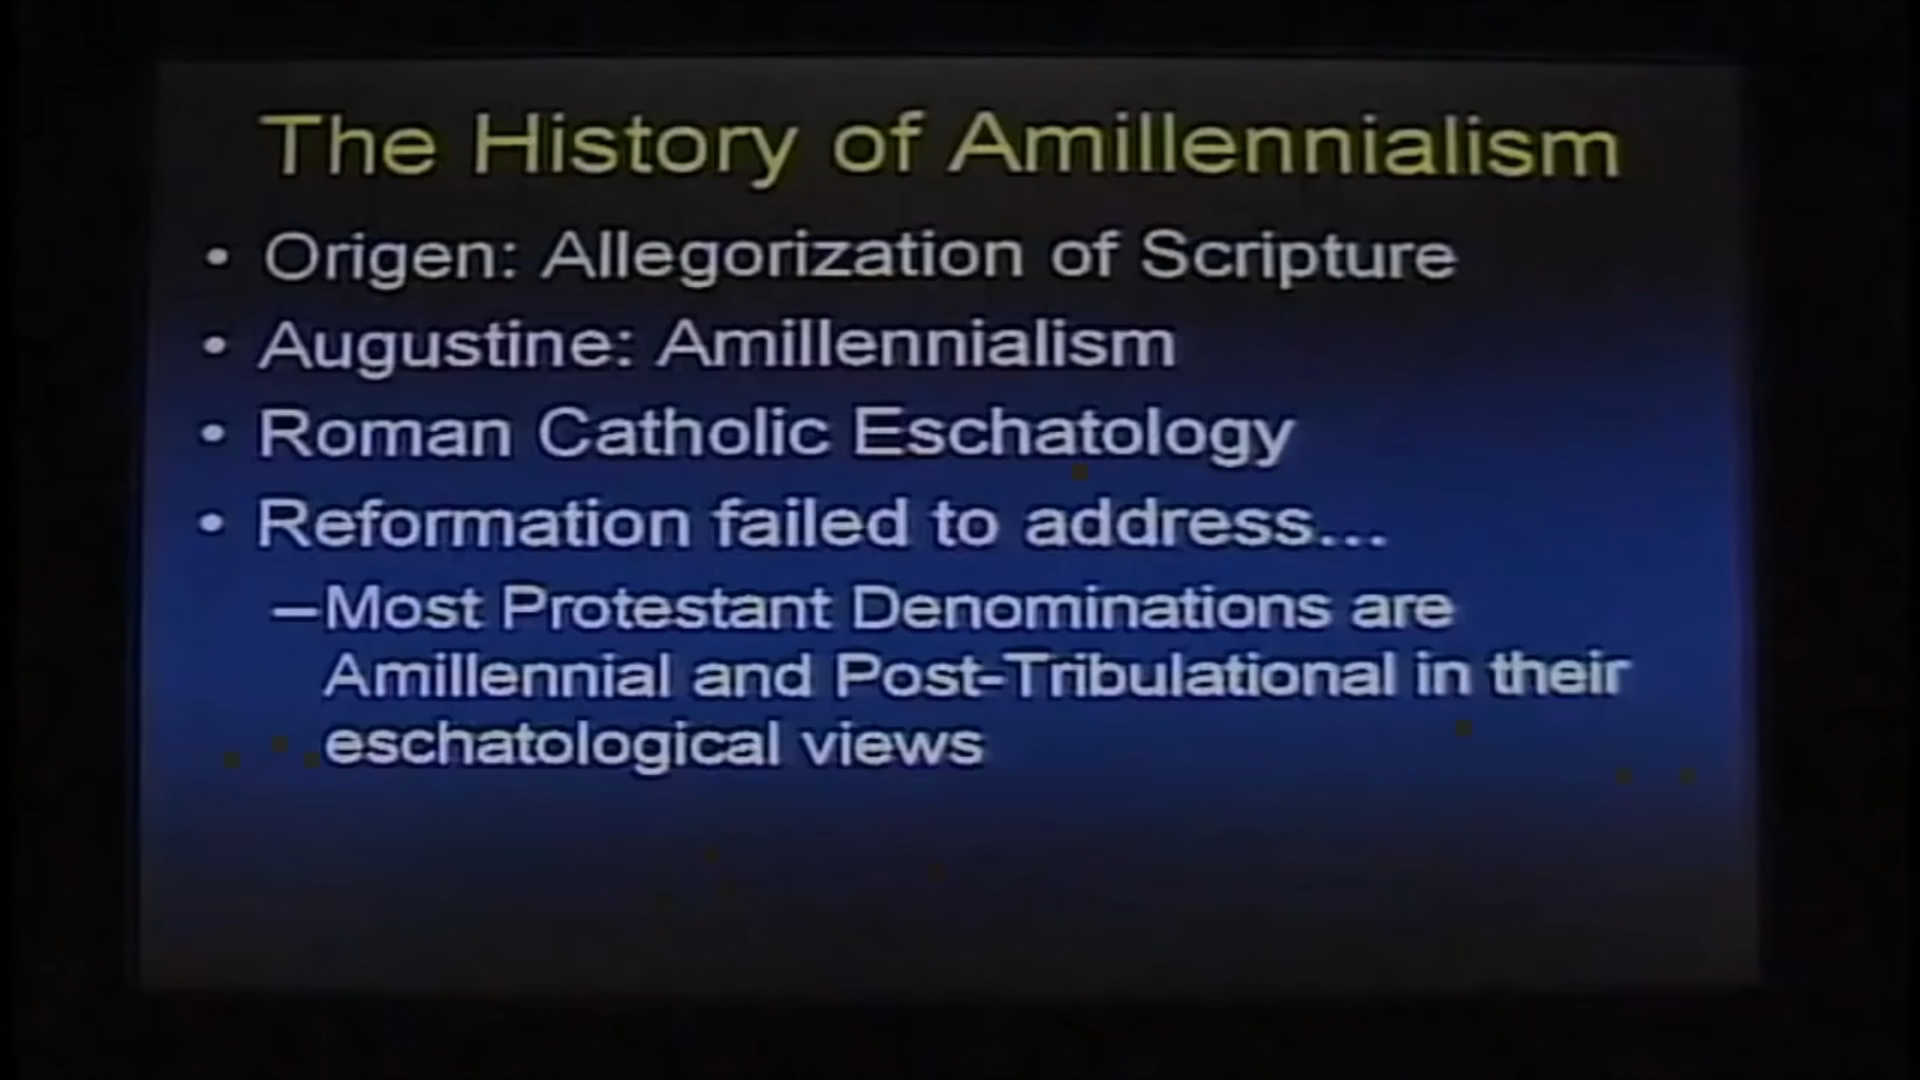 The History of Amillennialism
• Origen: Allegorization of Scripture
• Augustine: Amillennialism
• Roman Catholic Eschatology
• Reformation failed to address...
–Most Protestant Denominations are
Amillennial and Post-Tribulational in their
eschatological views